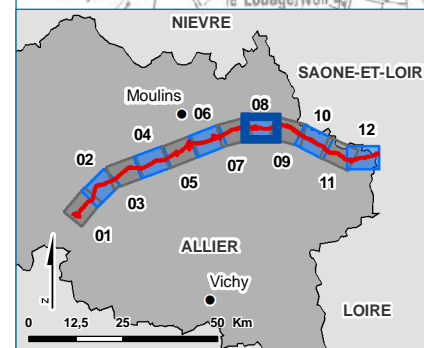 NIEVRE
SAONE-ET-LOIR
Moulins
06
08
10
12
04
02
07
09
05
11
03
01
ALLIER
Vichy
LOIRE
N
0 12,5 25 50 Km